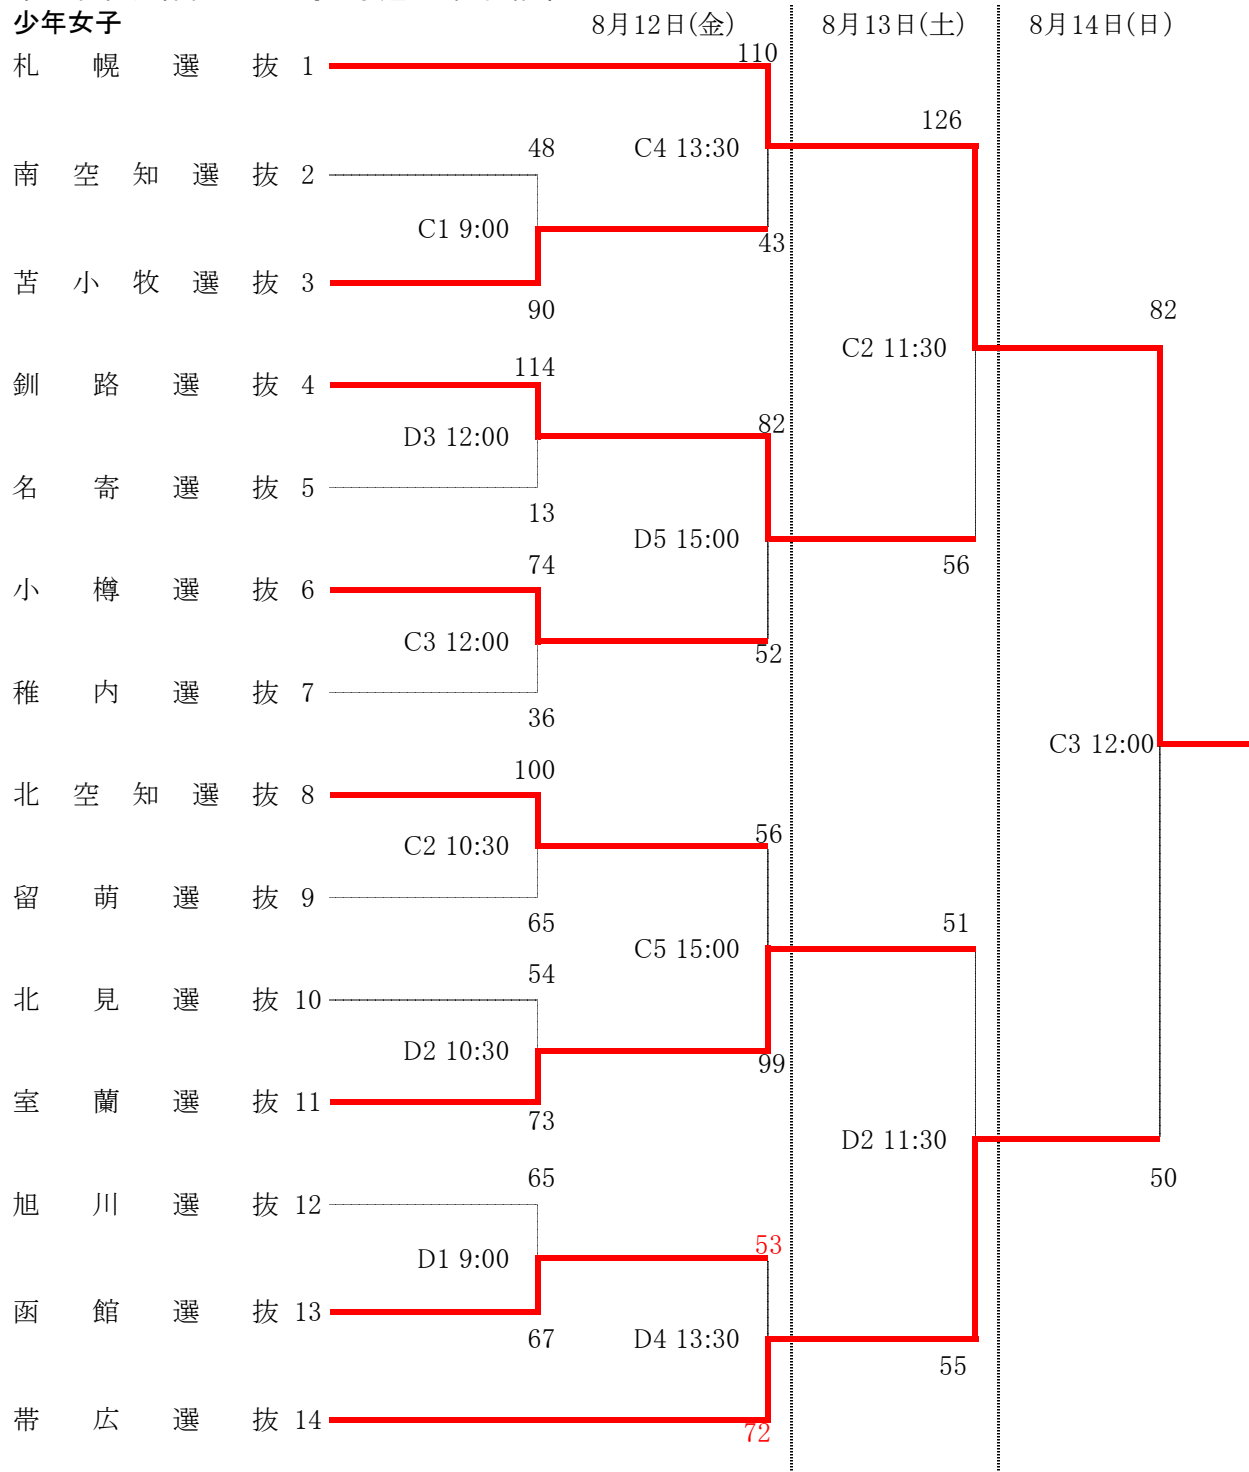 少年女子 8月12日(金) 8月13日(土) 8月14日(日)
札幌選抜 1 110
126
南空知選抜 2 48 C4 13:30
C1 9:00 43
苫小牧選抜 3 90 82
C2 11:30
釧路選抜 4 114
D3 12:00 82
名寄選抜 5 13
D5 15:00 56
小樽選抜 6 74
C3 12:00 52
稚内選抜 7 36
C3 12:00
北空知選抜 8 100
C2 10:30 56
留萌選抜 9 65 51
C5 15:00
北見選抜 10 54
D2 10:30 99
室蘭選抜 11 73
D2 11:30
旭川選抜 12 65 50
D1 9:00 53
函館選抜 13 67 D4 13:30
55
帯広選抜 14 72